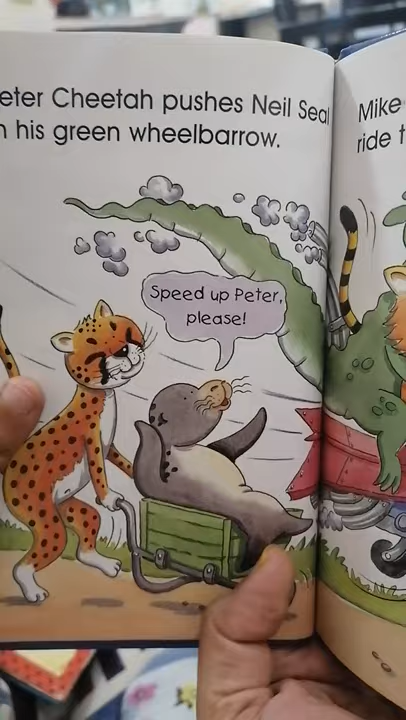 eter Cheetah pushes Neil Seal
his green wheelbarrow.
Speed up Peter,
please!
Mike
ride t